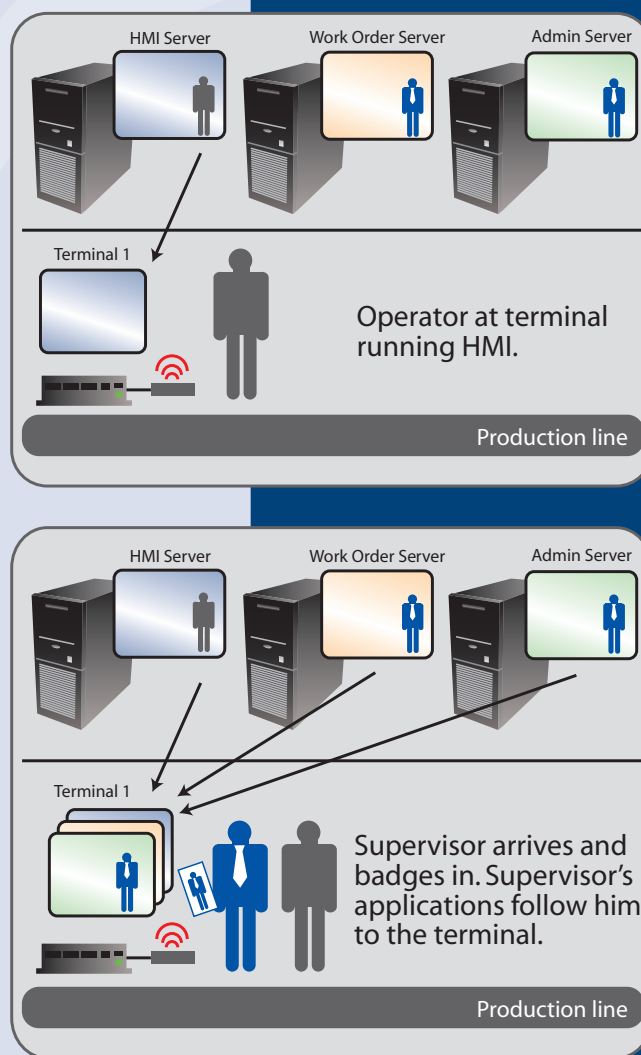 HMI Server
Work Order Server
Admin Server
Terminal 1
Operator at terminal
running HMI.
Production line
HMI Server
Work Order Server
Admin Server
Terminal 1
Supervisor arrives and
badges in. Supervisor's
applications follow him
to the terminal.
Production line